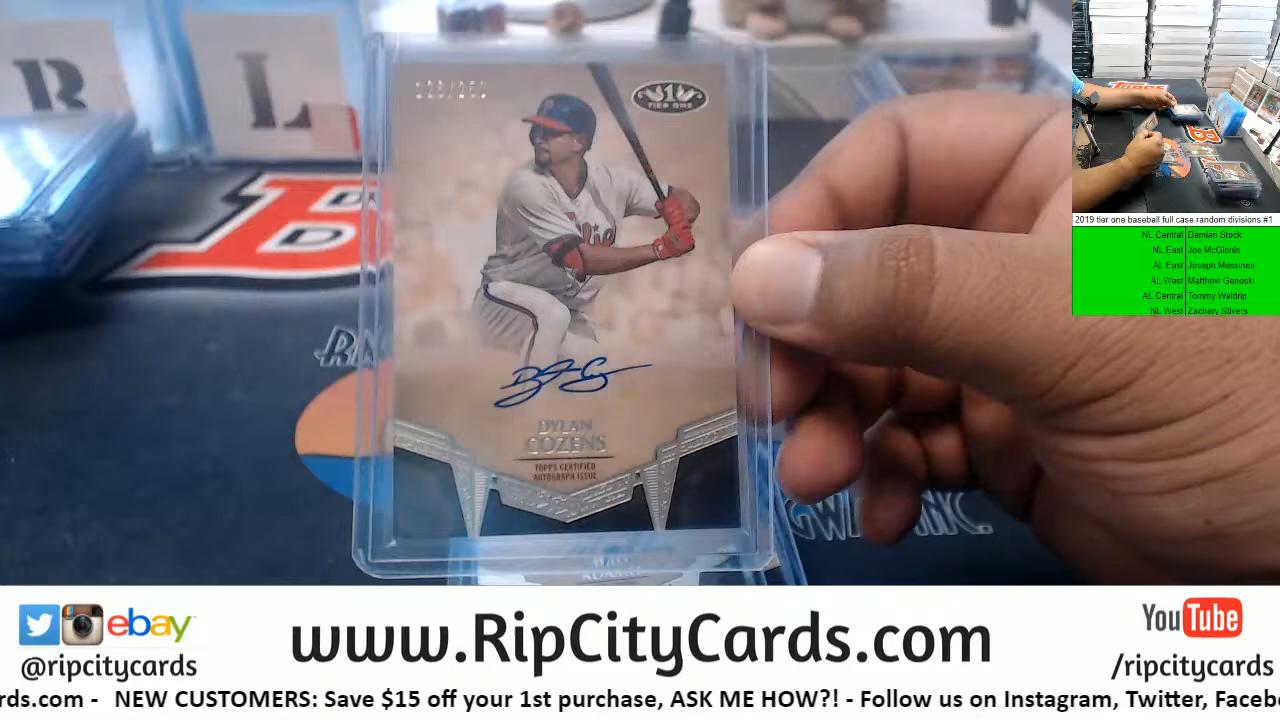 R L
TIER ONE
DYLAN
COZENS
TOPPS CERTIFIED
AUTOGRAPH ISSUE
2019 tier one baseball full case random divisions #1
NL Central Damian Stock
NL East Joe McGinnis
AL East Joseph Messineo
AL West Matthew Genoski
AL Central Tommy Waldrip
NL West Zachary Stivers
ebay
@ripcitycards
www.RipCityCards.com
YouTube
/ripcitycards
ards.com - NEW CUSTOMERS: Save $15 off your 1st purchase, ASK ME HOW?! - Follow us on Instagram, Twitter, Faceb